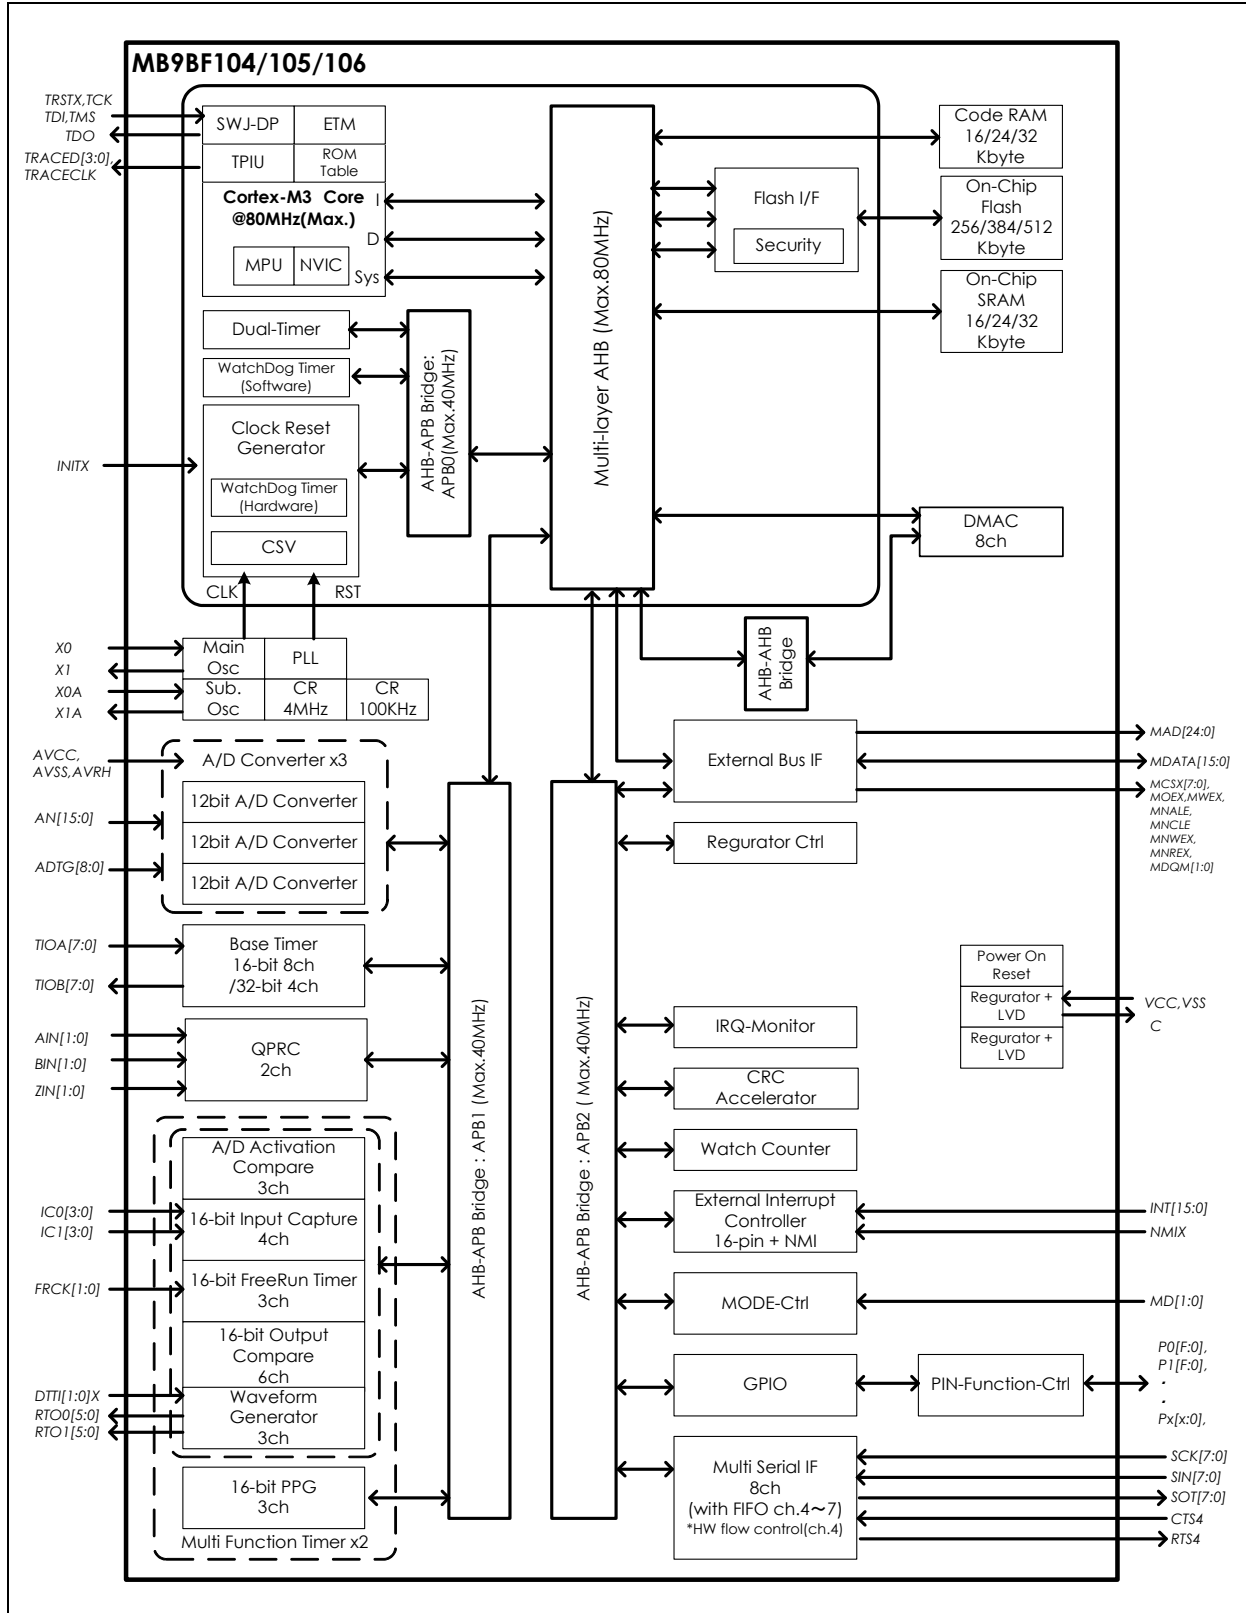 MB9BF104/105/106
TRSTX,TCK
TDI,TMS
TDO
TRACED[3:0],
TRACECLK
SWJ-DP
ETM
TPIU
ROM
Table
Cortex-M3 Core
@80MHz(Max.)
I
D
Sys
MPU
NVIC
Dual-Timer
WatchDog Timer
(Software)
Clock Reset
Generator
WatchDog Timer
(Hardware)
CSV
INITX
CLK
RST
AHB-APB Bridge:
APB0(Max.40MHz)
Multi-layer AHB (Max.80MHz)
Flash I/F
Security
Code RAM
16/24/32
Kbyte
On-Chip
Flash
256/384/512
Kbyte
On-Chip
SRAM
16/24/32
Kbyte
DMAC
8ch
AHB-AHB
Bridge
X0
X1
X0A
X1A
Main
Osc
PLL
Sub.
Osc
CR
4MHz
CR
100KHz
AVCC,
AVSS,AVRH
AN[15:0]
ADTG[8:0]
A/D Converter x3
12bit A/D Converter
12bit A/D Converter
12bit A/D Converter
TIOA[7:0]
TIOB[7:0]
Base Timer
16-bit 8ch
/32-bit 4ch
AIN[1:0]
BIN[1:0]
ZIN[1:0]
QPRC
2ch
A/D Activation
Compare
3ch
IC0[3:0]
IC1[3:0]
16-bit Input Capture
4ch
FRCK[1:0]
16-bit FreeRun Timer
3ch
16-bit Output
Compare
6ch
DTTI[1:0]X
RTO0[5:0]
RTO1[5:0]
Waveform
Generator
3ch
16-bit PPG
3ch
Multi Function Timer x2
AHB-APB Bridge : APB1 (Max.40MHz)
AHB-APB Bridge : APB2 ( Max.40MHz)
External Bus IF
MAD[24:0]
MDATA[15:0]
MCSX[7:0],
MOEX,MWEX,
MNALE,
MNCLE
MNWEX,
MNREX,
MDQM[1:0]
Regurator Ctrl
Power On
Reset
Regurator +
LVD
Regurator +
LVD
VCC,VSS
C
IRQ-Monitor
CRC
Accelerator
Watch Counter
External Interrupt
Controller
16-pin + NMI
INT[15:0]
NMIX
MODE-Ctrl
MD[1:0]
GPIO
PIN-Function-Ctrl
P0[F:0],
P1[F:0],
.
.
Px[x:0],
Multi Serial IF
8ch
(with FIFO ch.4～7)
*HW flow control(ch.4)
SCK[7:0]
SIN[7:0]
SOT[7:0]
CTS4
RTS4